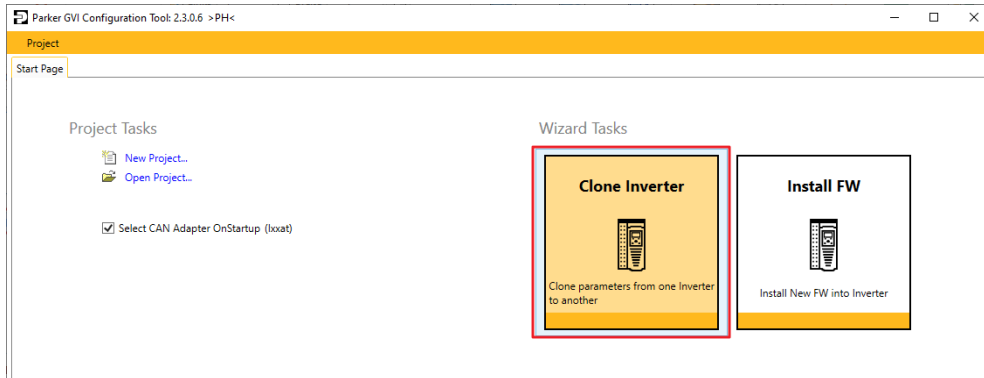 Parker GVI Configuration Tool: 2.3.0.6 >PH<
Project
Start Page
Project Tasks
New Project...
Open Project...
Select CAN Adapter OnStartup (Ixxat)
Wizard Tasks
Clone Inverter
Clone parameters from one Inverter
to another
Install FW
Install New FW into Inverter